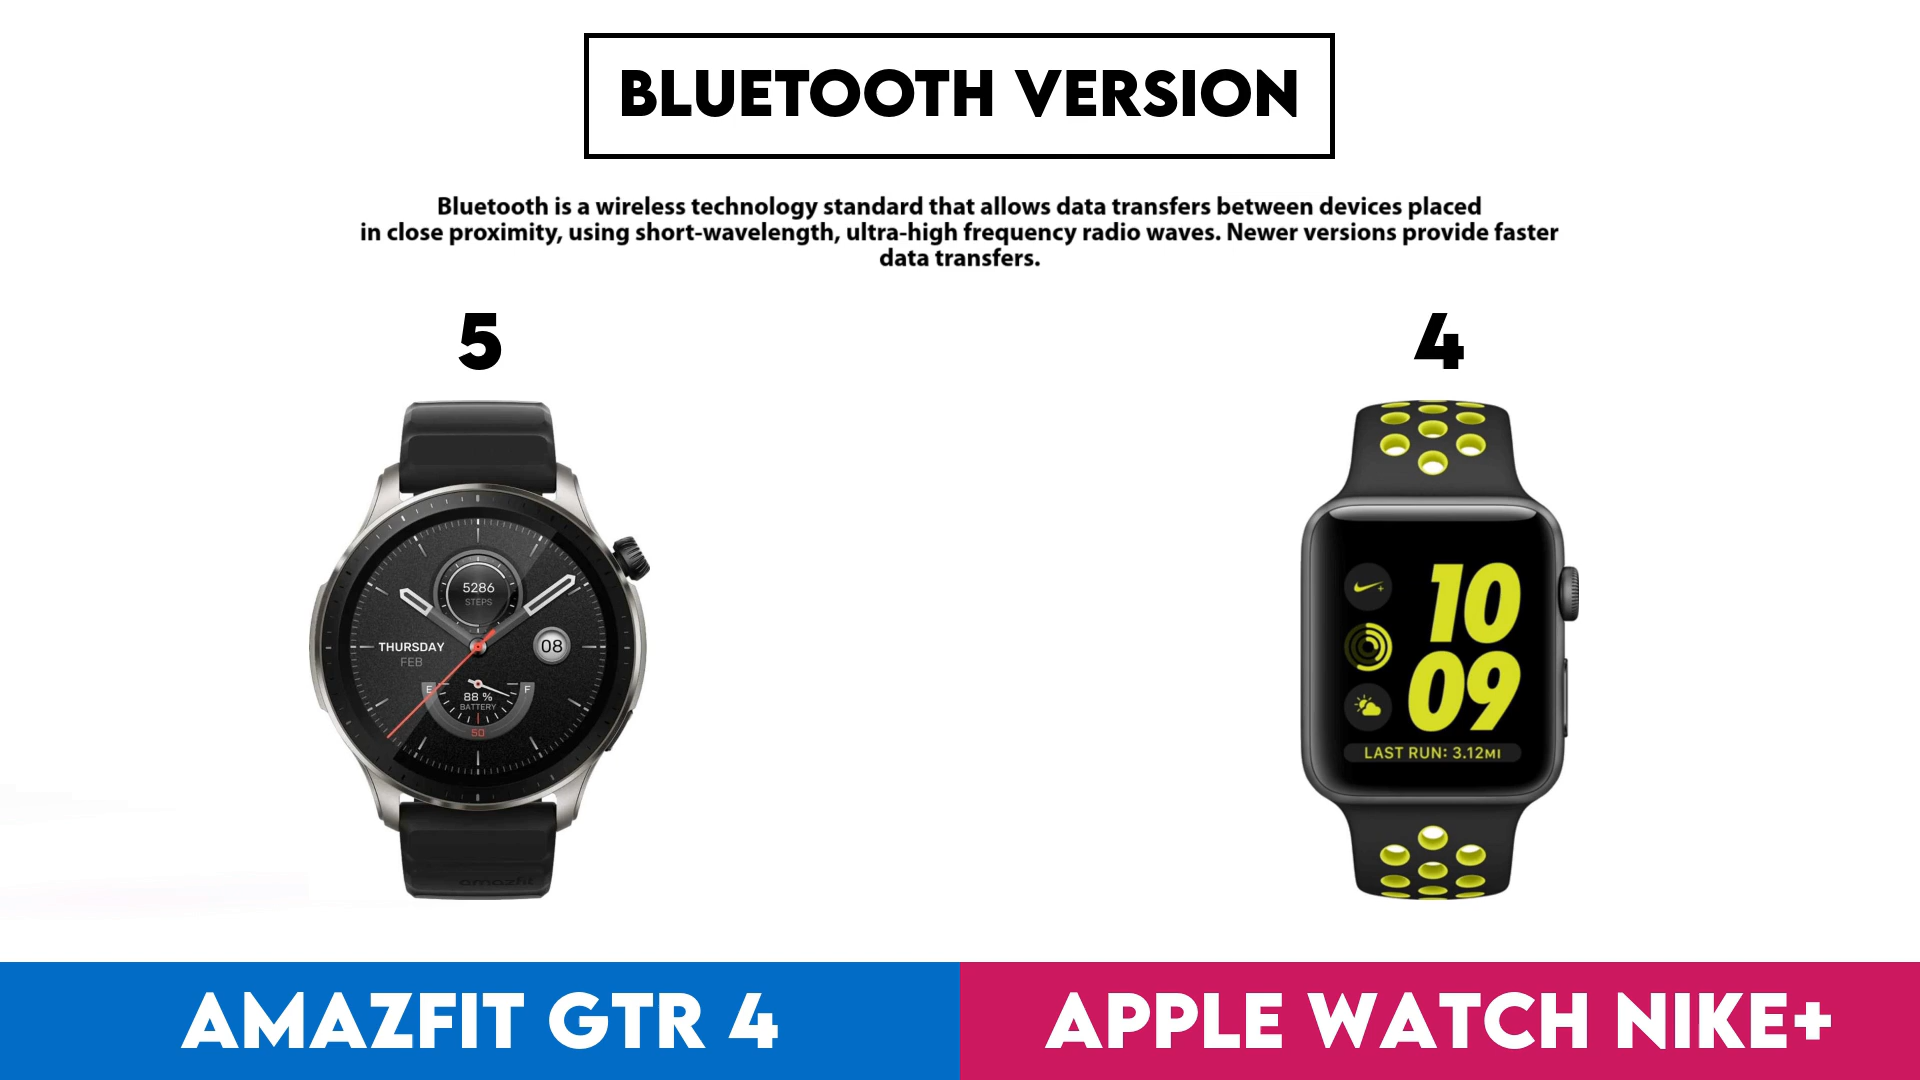 BLUETOOTH VERSION
Bluetooth is a wireless technology standard that allows data transfers between devices placed
in close proximity, using short-wavelength, ultra-high frequency radio waves. Newer versions provide faster
data transfers.
5
4
5286
STEPS
THURSDAY
FEB
08
E
F
88 %
BATTERY
50
amazfit
10
09
LAST RUN: 3.12MI
AMAZFIT GTR 4
APPLE WATCH NIKE+